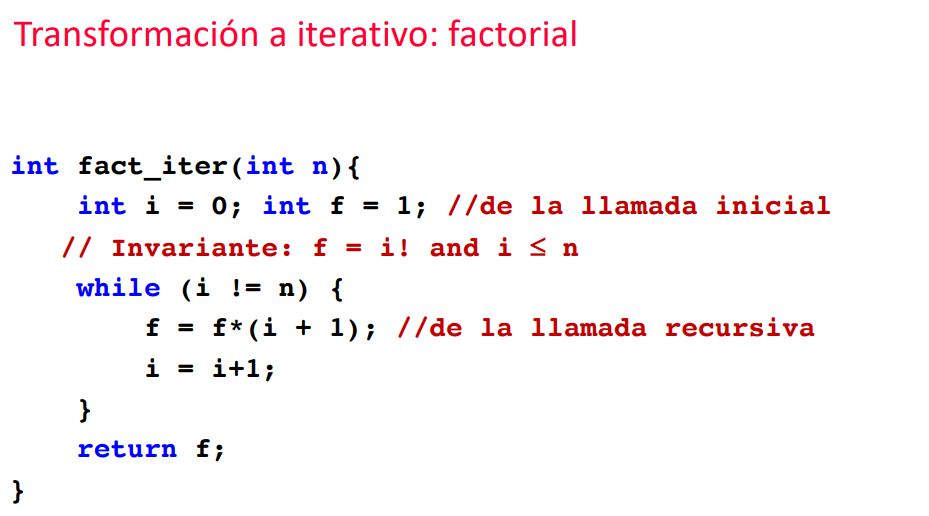 Transformación a iterativo: factorial
int fact_iter(int n){
int i = 0; int f = 1; //de la llamada inicial
// Invariante: f = i! and i ≤ n
while (i != n) {
f = f*(i + 1); //de la llamada recursiva
i = i+1;
}
return f;
}